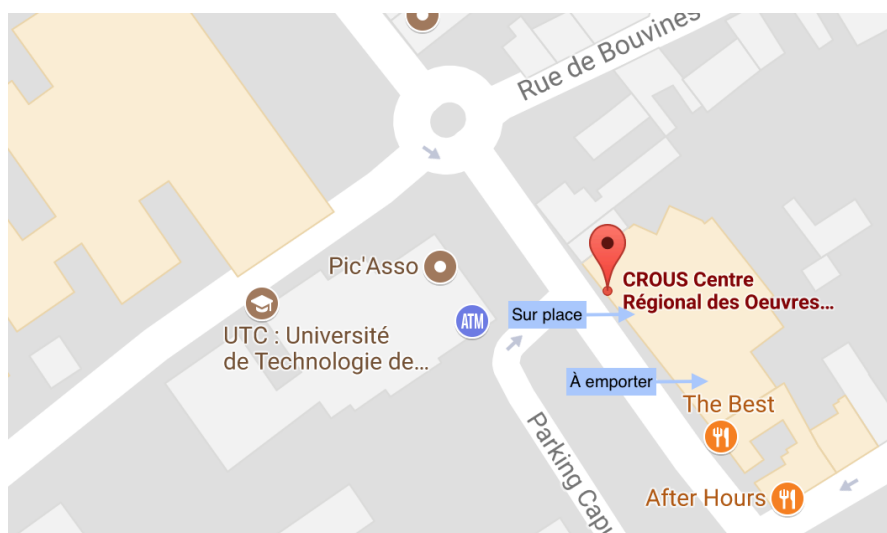 Rue de Bouvines
Pic'Asso
CROUS Centre
Régional des Oeuvres...
Sur place
ATM
UTC : Université
de Technologie de...
À emporter
The Best
Parking Capu
After Hours